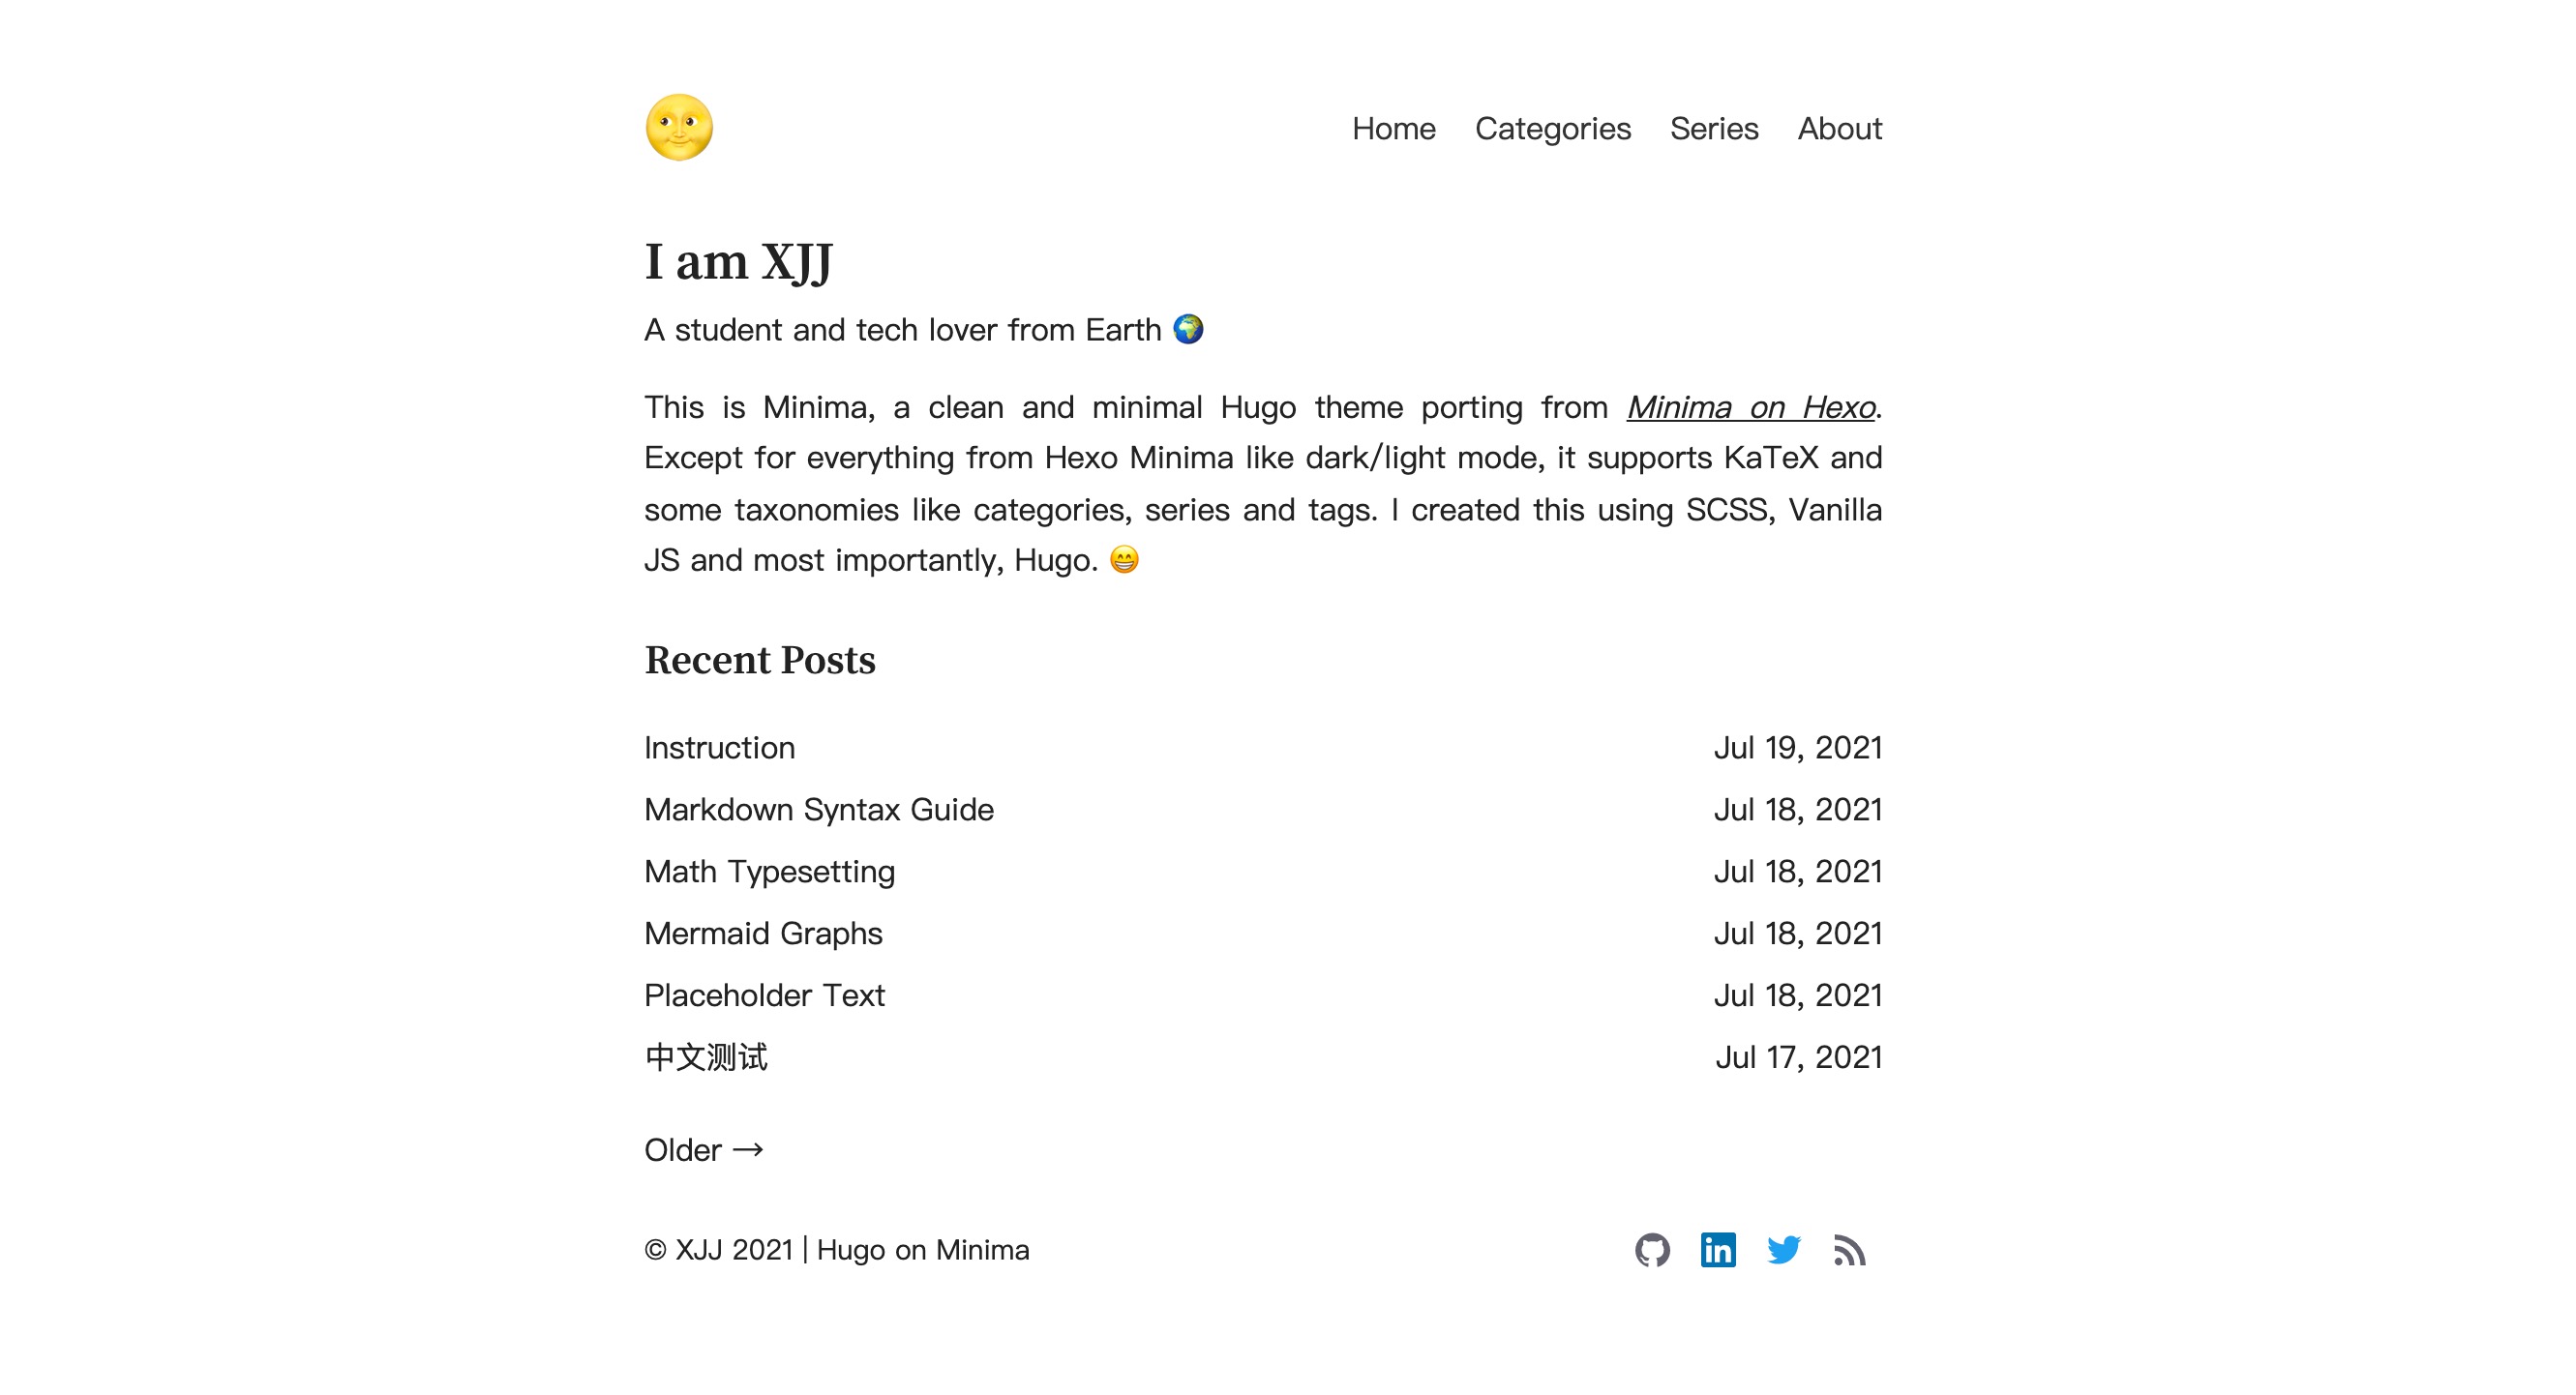 Home Categories Series About
I am XJJ
A student and tech lover from Earth 🌍
This is Minima, a clean and minimal Hugo theme porting from Minima on Hexo.
Except for everything from Hexo Minima like dark/light mode, it supports KaTeX and
some taxonomies like categories, series and tags. I created this using SCSS, Vanilla
JS and most importantly, Hugo. 😁
Recent Posts
Instruction Jul 19, 2021
Markdown Syntax Guide Jul 18, 2021
Math Typesetting Jul 18, 2021
Mermaid Graphs Jul 18, 2021
Placeholder Text Jul 18, 2021
中文测试 Jul 17, 2021
Older →
© XJJ 2021 | Hugo on Minima in